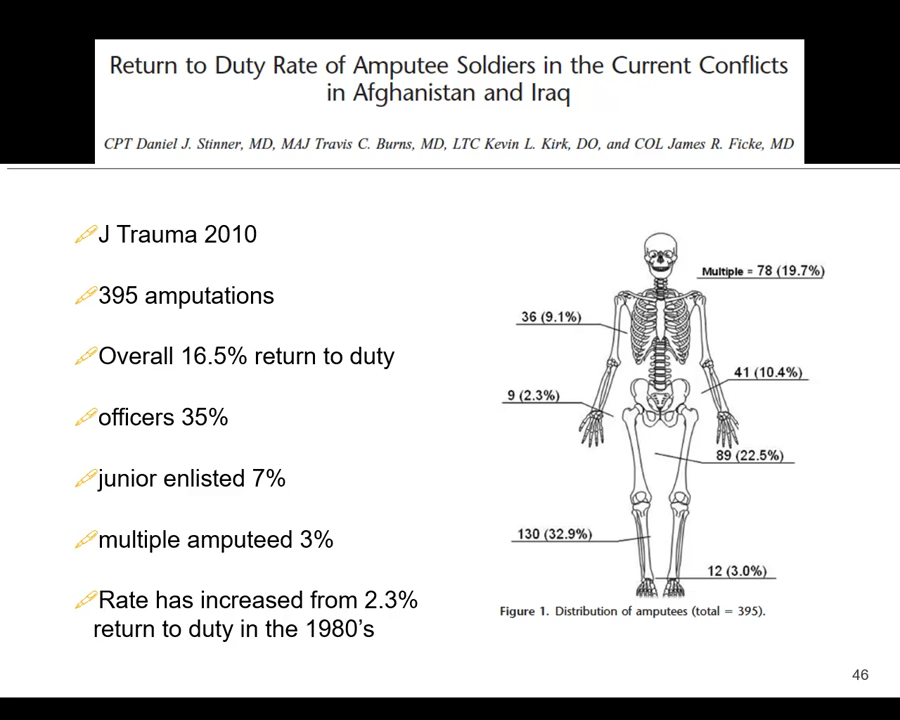 Return to Duty Rate of Amputee Soldiers in the Current Conflicts
in Afghanistan and Iraq
CPT Daniel J. Stinner, MD, MAJ Travis C. Burns, MD, LTC Kevin L. Kirk, DO, and COL James R. Ficke, MD
J Trauma 2010
395 amputations
Overall 16.5% return to duty
officers 35%
junior enlisted 7%
multiple amputeed 3%
Rate has increased from 2.3%
return to duty in the 1980’s
Multiple = 78 (19.7%)
36 (9.1%)
41 (10.4%)
9 (2.3%)
89 (22.5%)
130 (32.9%)
12 (3.0%)
Figure 1. Distribution of amputees (total = 395).
46